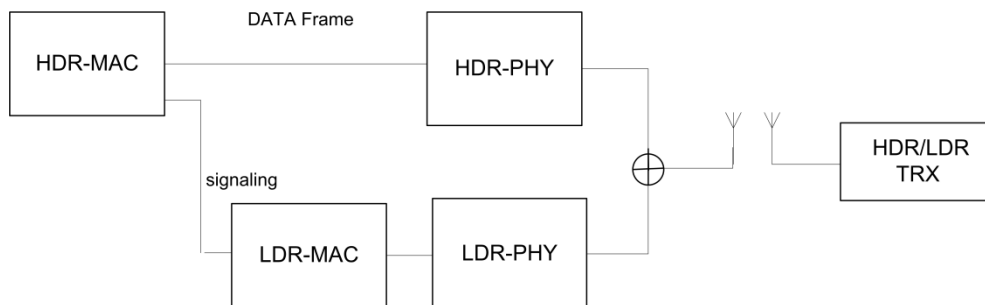 DATA Frame
HDR-MAC
HDR-PHY
HDR/LDR
TRX
signaling
LDR-MAC
LDR-PHY